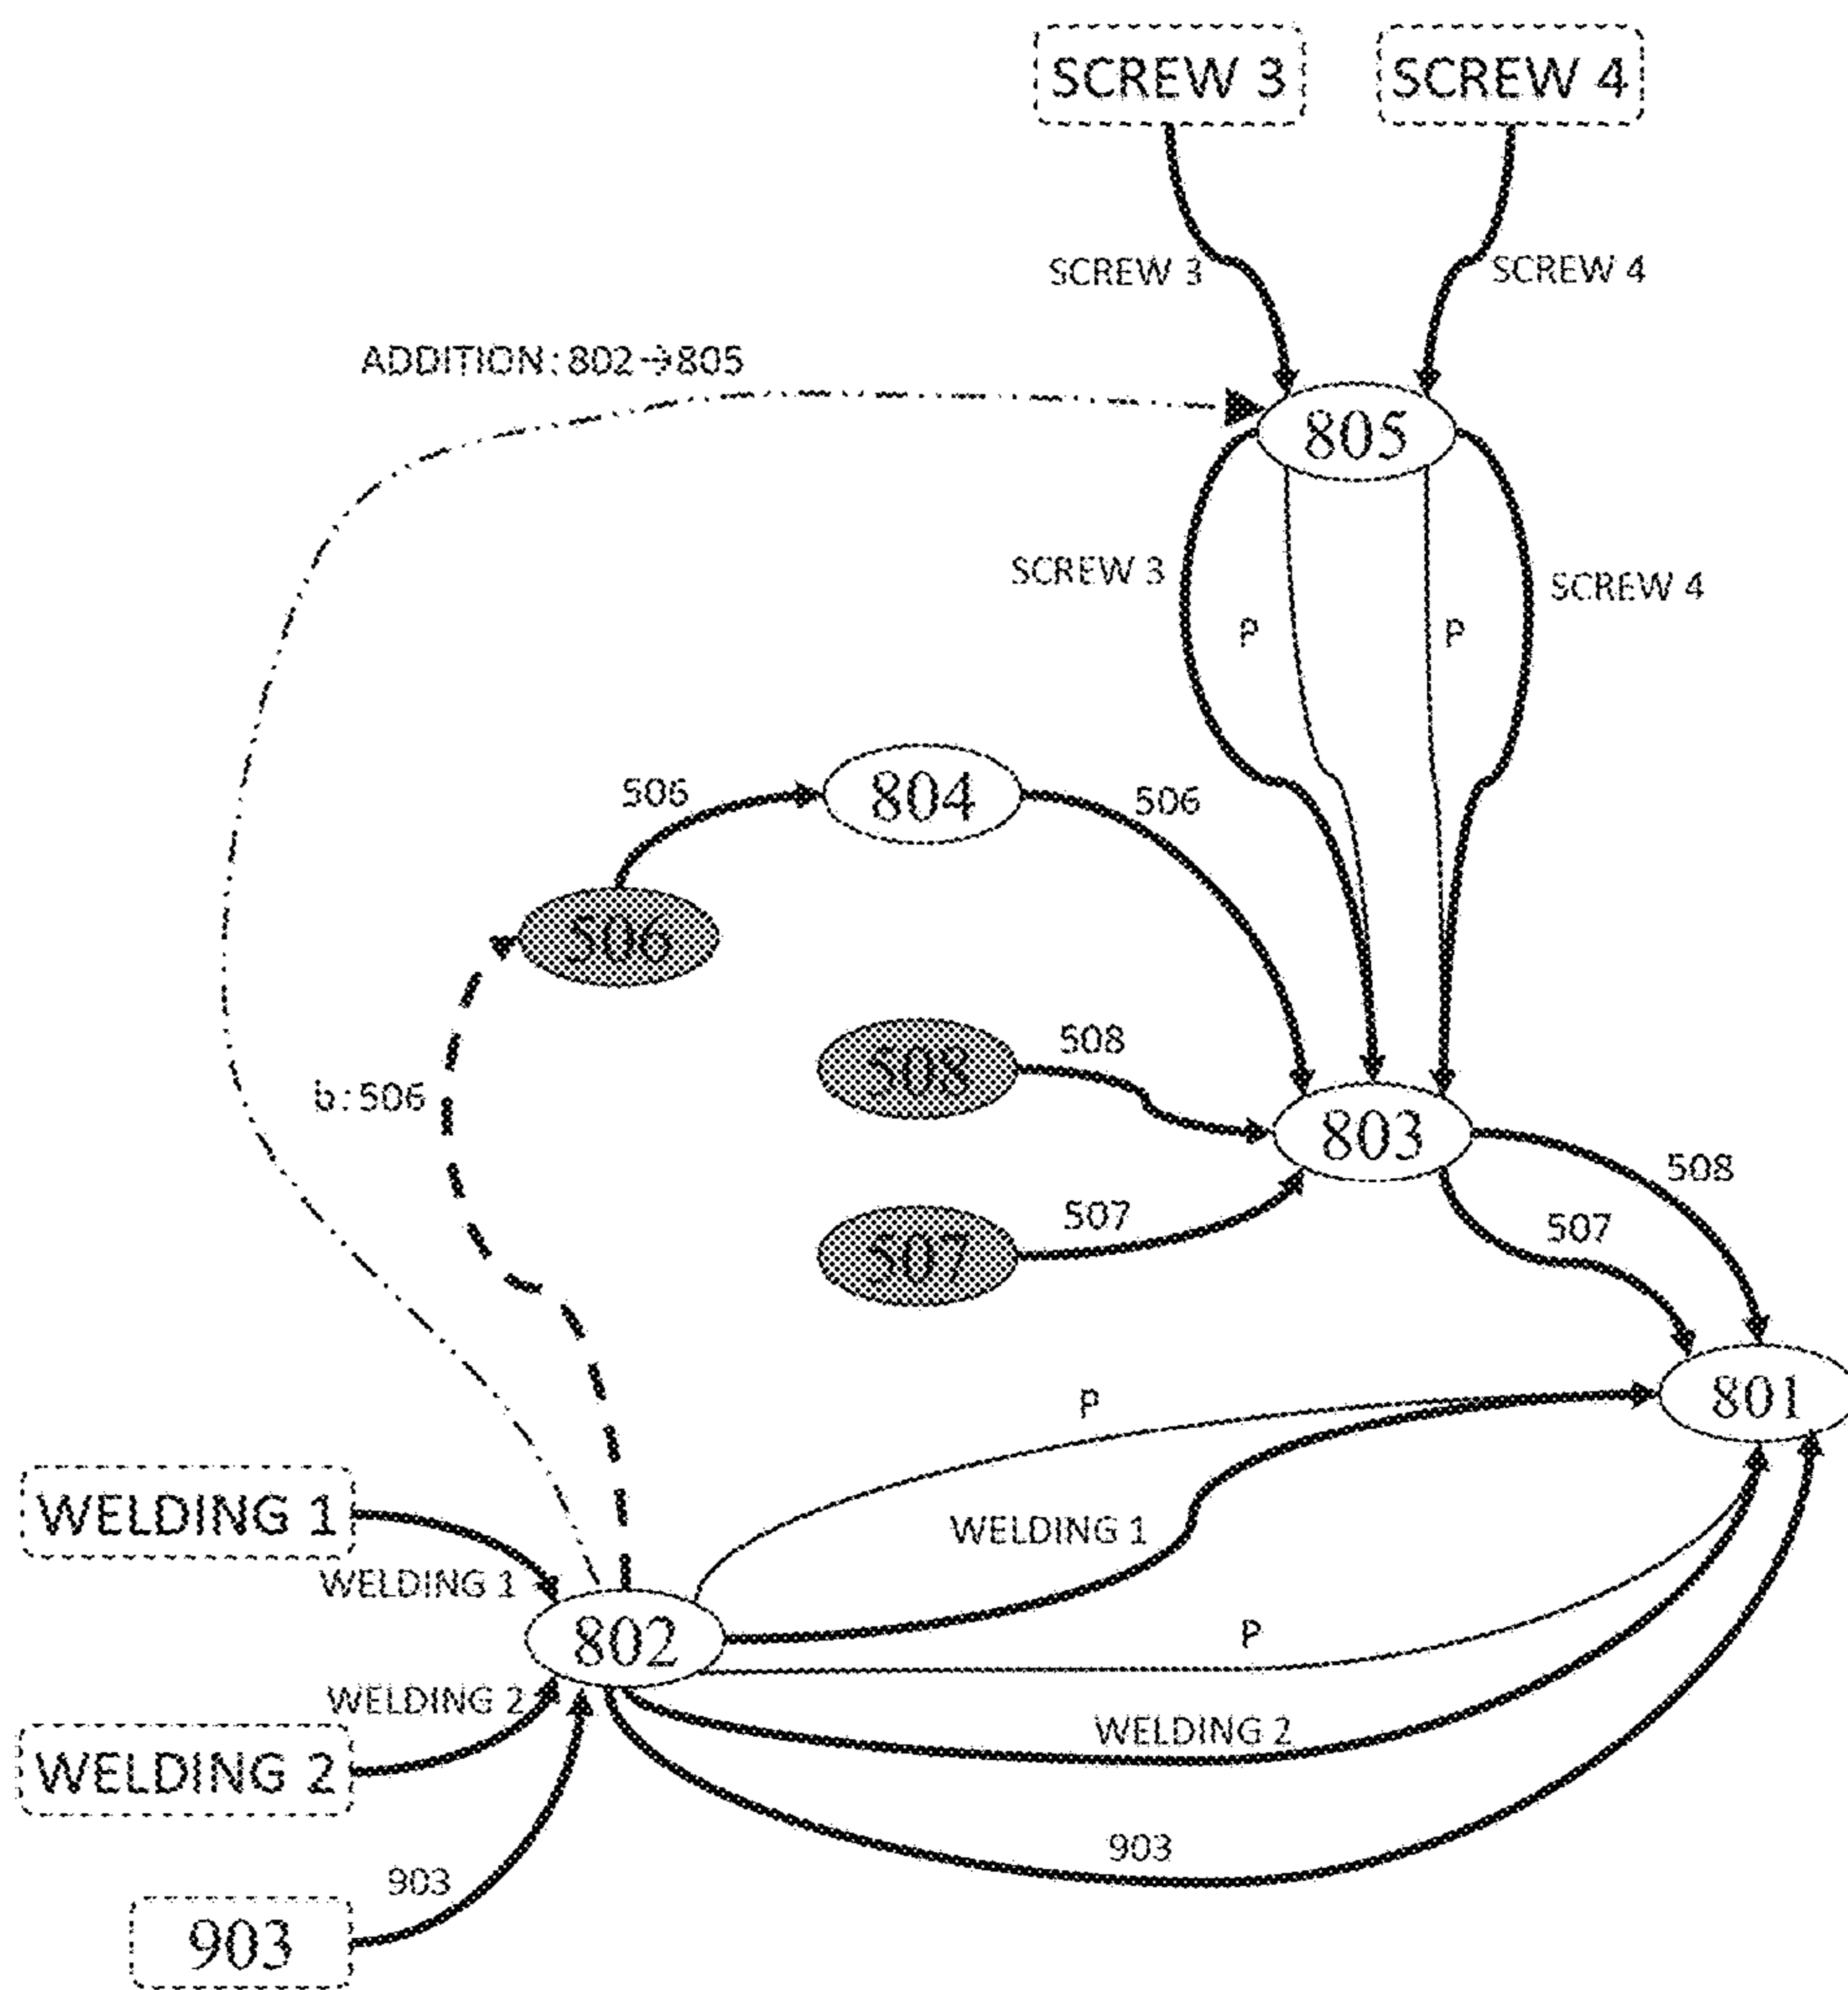 SCREW 3
SCREW 4
SCREW 3
SCREW 4
ADDITION:802→805
805
SCREW 3
SCREW 4
P
P
506
804
506
506
508
508
b:506
803
508
507
507
507
P
801
WELDING 1
WELDING 1
WELDING 1
802
P
WELDING 2
WELDING 2
WELDING 2
903
903
903